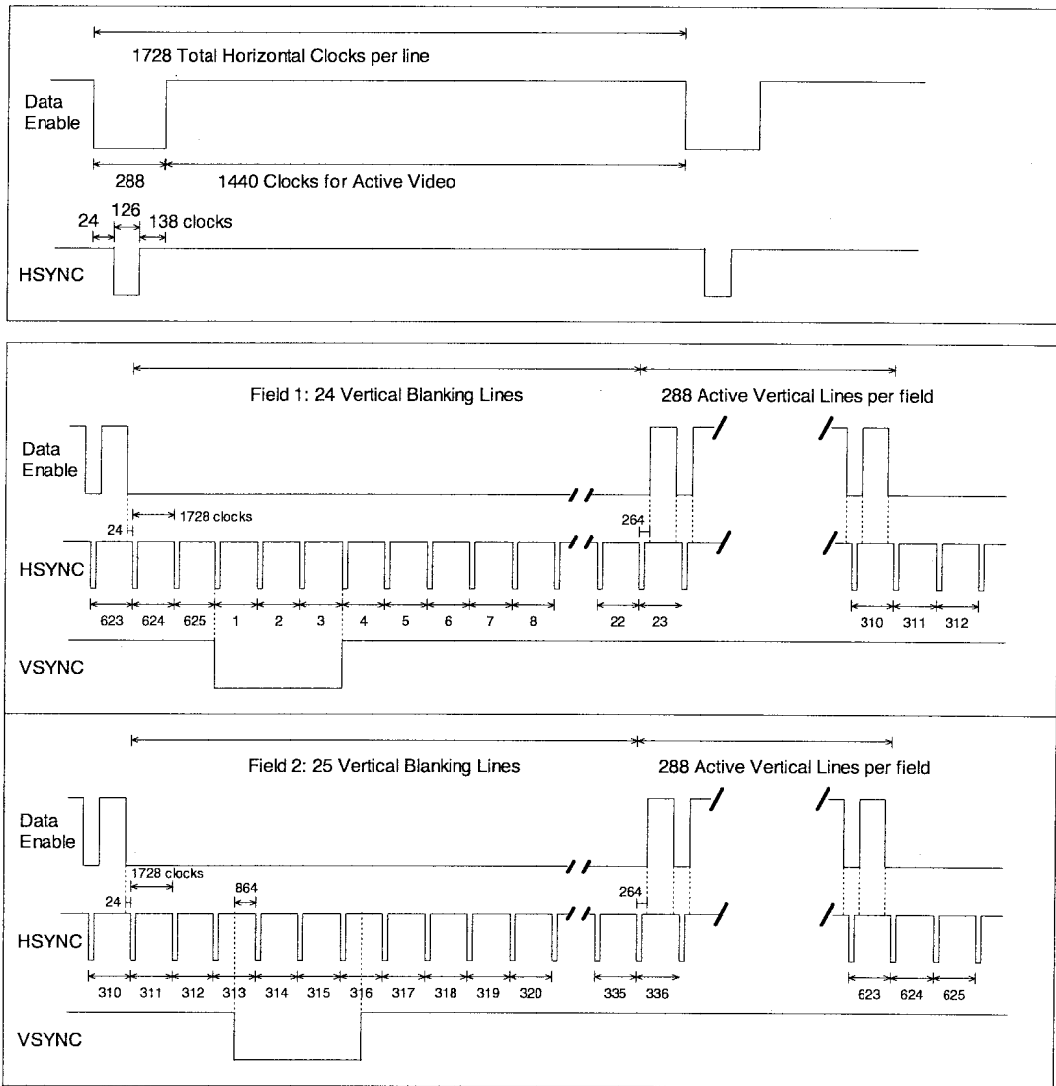 1728 Total Horizontal Clocks per line
Data
Enable
288
1440 Clocks for Active Video
126
24
138 clocks
HSYNC
Field 1: 24 Vertical Blanking Lines
288 Active Vertical Lines per field
Data
Enable
24
1728 clocks
264
HSYNC
623 624 625 1 2 3 4 5 6 7 8 22 23 310 311 312
VSYNC
Field 2: 25 Vertical Blanking Lines
288 Active Vertical Lines per field
Data
Enable
1728 clocks
864
24
264
HSYNC
310 311 312 313 314 315 316 317 318 319 320 335 336 623 624 625
VSYNC